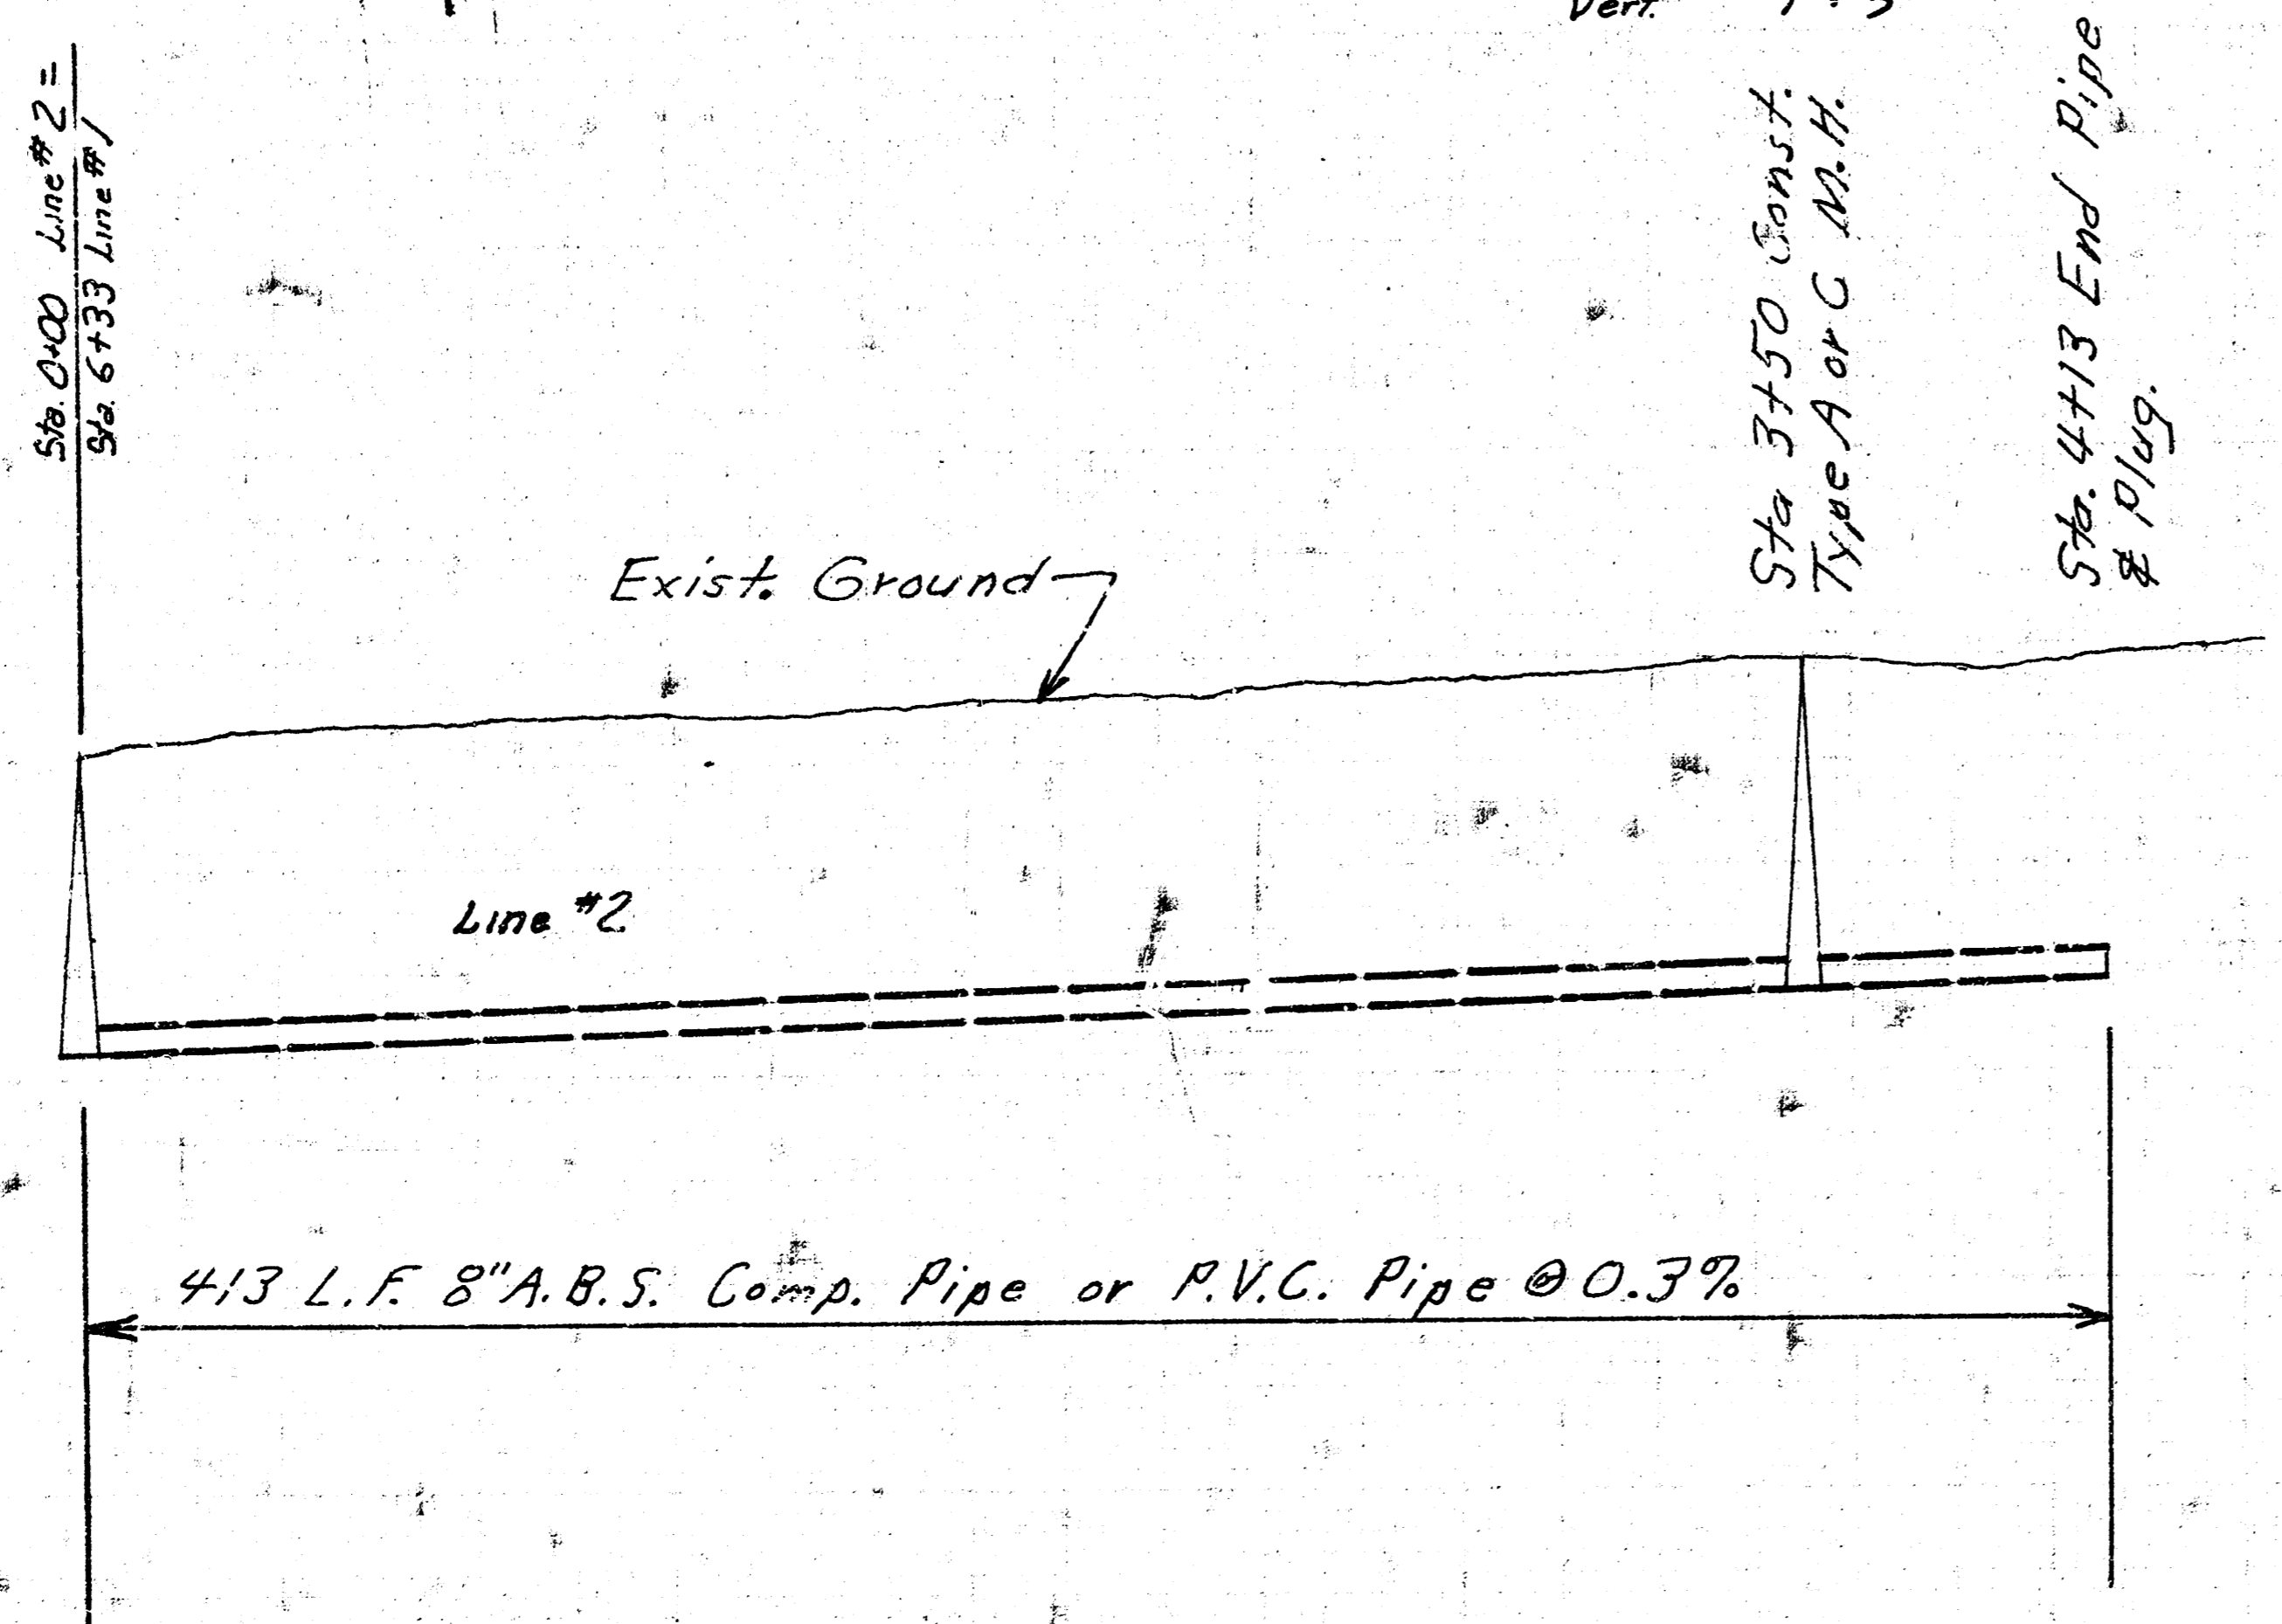 Vert.
Sta. 0+00 Line #2 =
Sta. 6+33 Line #1
Sta 3+50 Const.
Type A or C M.H.
Sta. 4+13 End Pipe
& Plug.
Exist. Ground
Line #2
413 L.F. 8" A.B.S. Comp. Pipe or P.V.C. Pipe @ 0.3%